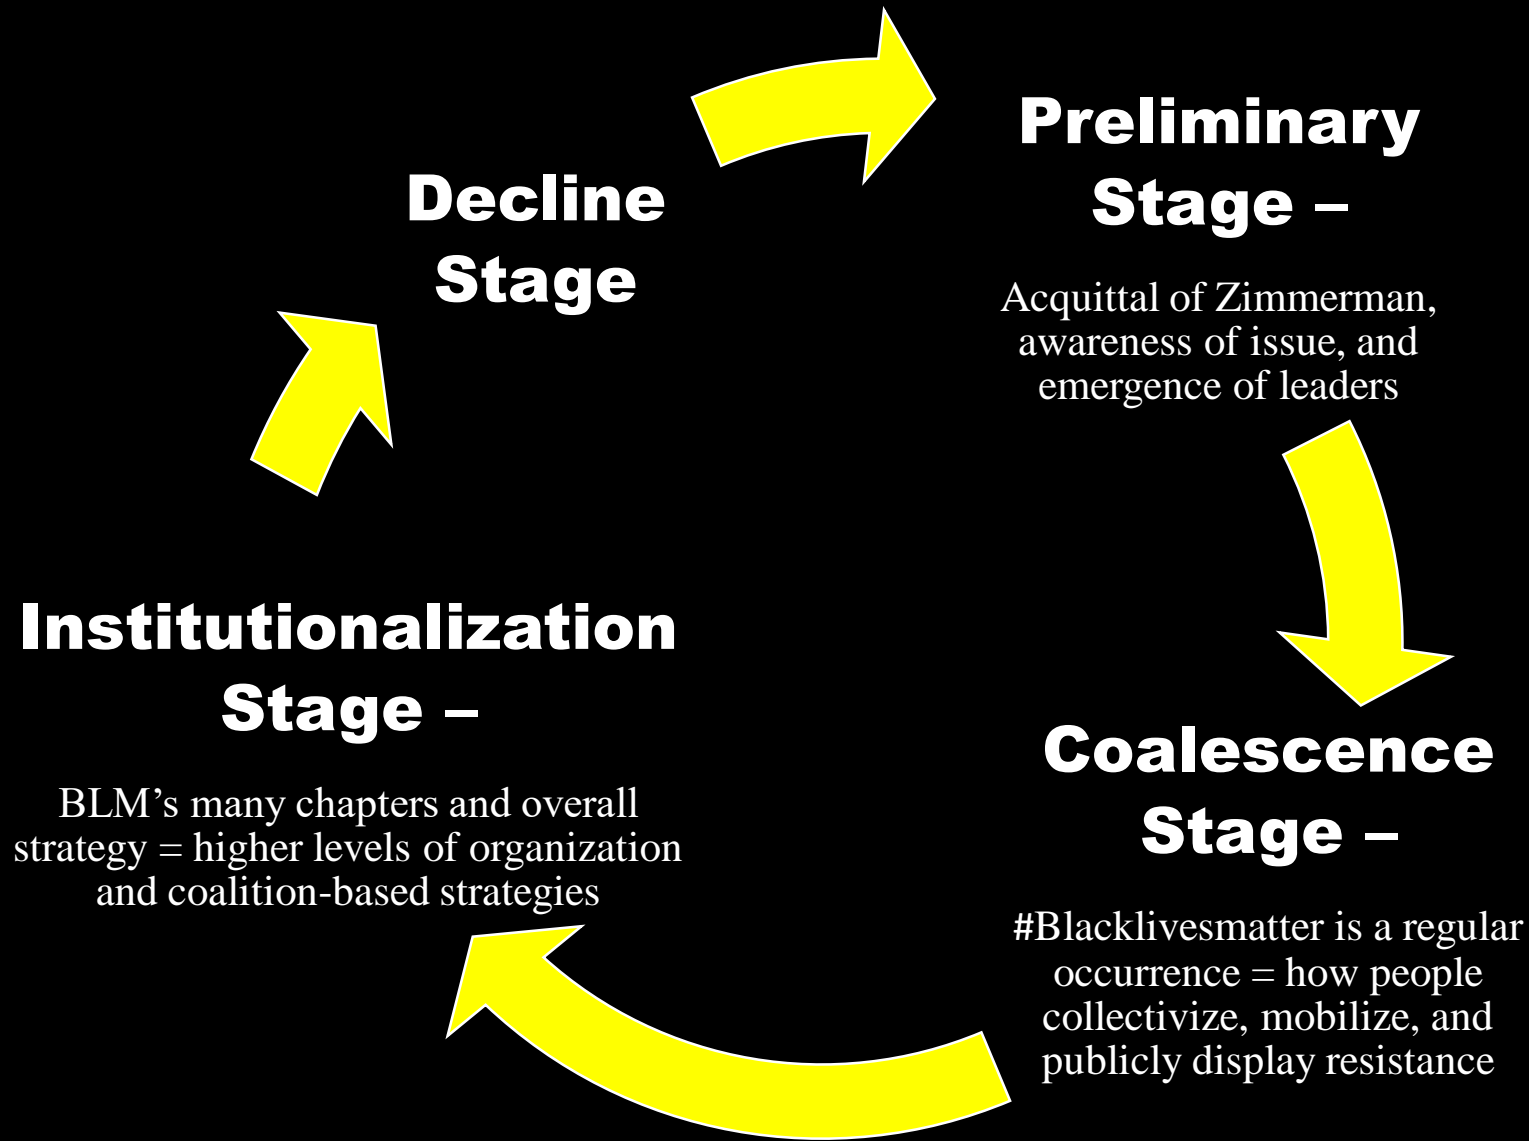 Decline
Stage
Preliminary
Stage –
Acquittal of Zimmerman,
awareness of issue, and
emergence of leaders
Coalescence
Stage –
#Blacklivesmatter is a regular
occurrence = how people
collectivize, mobilize, and
publicly display resistance
Institutionalization
Stage –
BLM’s many chapters and overall
strategy = higher levels of organization
and coalition-based strategies